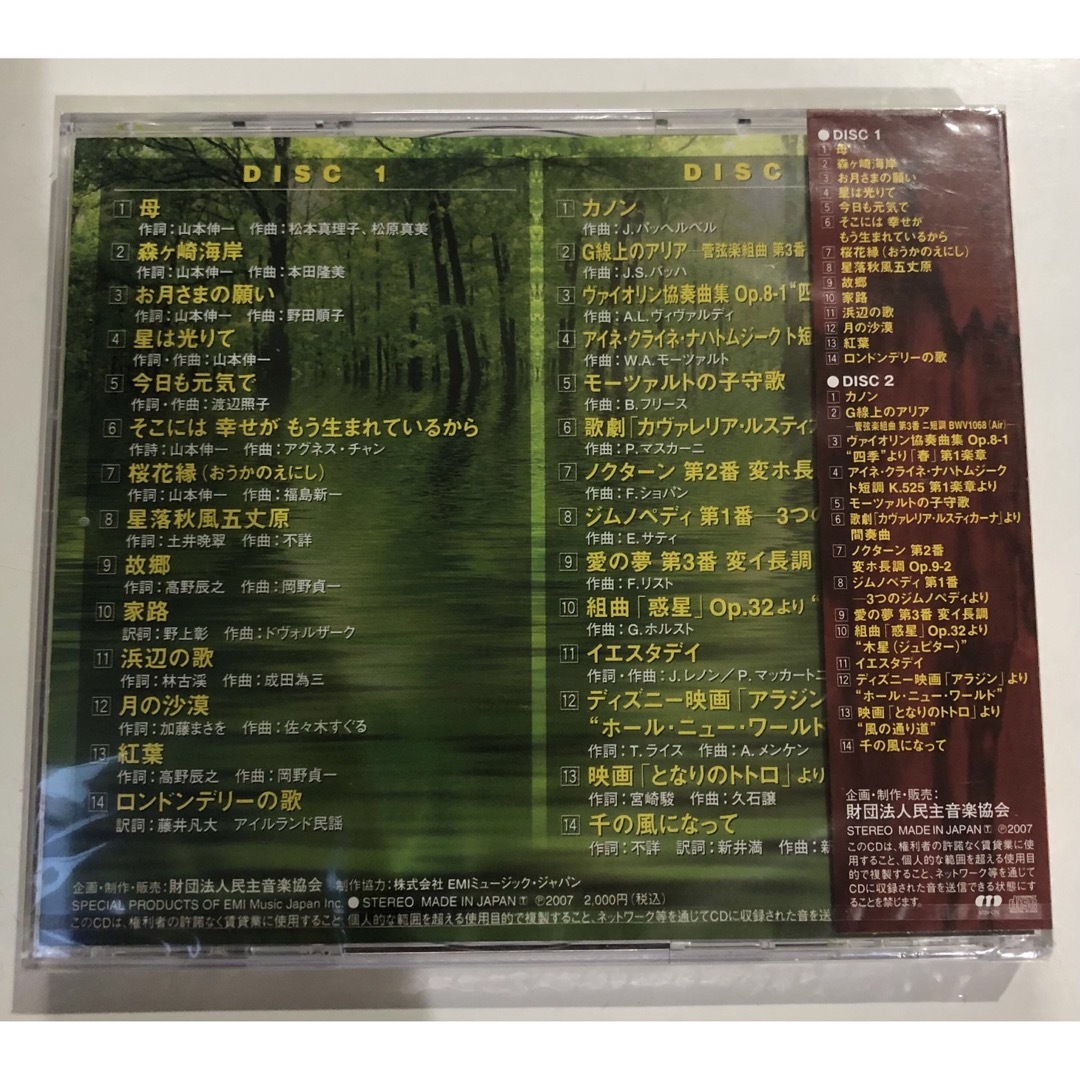 DISC 1
1 母
作詞：山本伸一 作曲：松本真理子、松原真美
2 森ヶ崎海岸
作詞：山本伸一 作曲：本田隆美
3 お月さまの願い
作詞：山本伸一 作曲：野田順子
4 星は光りて
作詞・作曲：山本伸一
5 今日も元気で
作詞・作曲：渡辺照子
6 そこには 幸せが もう生まれているから
作詩：山本伸一 作曲：アグネス・チャン
7 桜花縁（おうかのえにし）
作詞：山本伸一 作曲：福島新一
8 星落秋風五丈原
作詞：土井晩翠 作曲：不詳
9 故郷
作詞：高野辰之 作曲：岡野貞一
10 家路
訳詞：野上彰 作曲：ドヴォルザーク
11 浜辺の歌
作詞：林古渓 作曲：成田為三
12 月の沙漠
作詞：加藤まさを 作曲：佐々木すぐる
13 紅葉
作詞：高野辰之 作曲：岡野貞一
14 ロンドンデリーの歌
訳詞：藤井凡大 アイルランド民謡
DISC
1 カノン
作曲：J.パッヘルベル
2 G線上のアリア―管弦楽組曲 第3番
作曲：J.S.バッハ
3 ヴァイオリン協奏曲集 Op.8-1“四
作曲：A.L.ヴィヴァルディ
4 アイネ・クライネ・ナハトムジーク ト短
作曲：W.A.モーツァルト
5 モーツァルトの子守歌
作曲：B.フリース
6 歌劇「カヴァレリア・ルスティ
作曲：P.マスカーニ
7 ノクターン 第2番 変ホ長
作曲：F.ショパン
8 ジムノペディ 第1番―3つの
作曲：E.サティ
9 愛の夢 第3番 変イ長調
作曲：F.リスト
10 組曲「惑星」Op.32より“
作曲：G.ホルスト
11 イエスタデイ
作詞・作曲：J.レノン／P.マッカートニ
12 ディズニー映画「アラジン
“ホール・ニュー・ワールド
作詞：T.ライス 作曲：A.メンケン
13 映画「となりのトトロ」より
作詞：宮崎駿 作曲：久石譲
14 千の風になって
作詞：不詳 訳詞：新井満 作曲：新
企画・制作・販売：財団法人民主音楽協会 制作協力：株式会社 EMIミュージック・ジャパン
SPECIAL PRODUCTS OF EMI Music Japan Inc. ●STEREO MADE IN JAPAN Ⓣ ℗2007 2,000円（税込）
このCDは、権利者の許諾なく賃貸業に使用すること、個人的な範囲を超える使用目的で複製すること、ネットワーク等を通じてCDに収録された音を送
●DISC 1
1 母
2 森ヶ崎海岸
3 お月さまの願い
4 星は光りて
5 今日も元気で
6 そこには 幸せが
もう生まれているから
7 桜花縁（おうかのえにし）
8 星落秋風五丈原
9 故郷
10 家路
11 浜辺の歌
12 月の沙漠
13 紅葉
14 ロンドンデリーの歌
●DISC 2
1 カノン
2 G線上のアリア
―管弦楽組曲 第3番 ニ短調 BWV1068〔Air〕―
3 ヴァイオリン協奏曲集 Op.8-1
“四季”より「春」第1楽章
4 アイネ・クライネ・ナハトムジーク
ト短調 K.525 第1楽章より
5 モーツァルトの子守歌
6 歌劇「カヴァレリア・ルスティカーナ」より
間奏曲
7 ノクターン 第2番
変ホ長調 Op.9-2
8 ジムノペディ 第1番
―3つのジムノペディより
9 愛の夢 第3番 変イ長調
10 組曲「惑星」Op.32より
“木星（ジュピター）”
11 イエスタデイ
12 ディズニー映画「アラジン」より
“ホール・ニュー・ワールド”
13 映画「となりのトトロ」より
“風の通り道”
14 千の風になって
企画・制作・販売：
財団法人民主音楽協会
STEREO MADE IN JAPAN Ⓣ ℗2007
このCDは、権利者の許諾なく賃貸業に使
用すること、個人的な範囲を超える使用目
的で複製すること、ネットワーク等を通じて
CDに収録された音を送信できる状態にす
ることを禁じます。